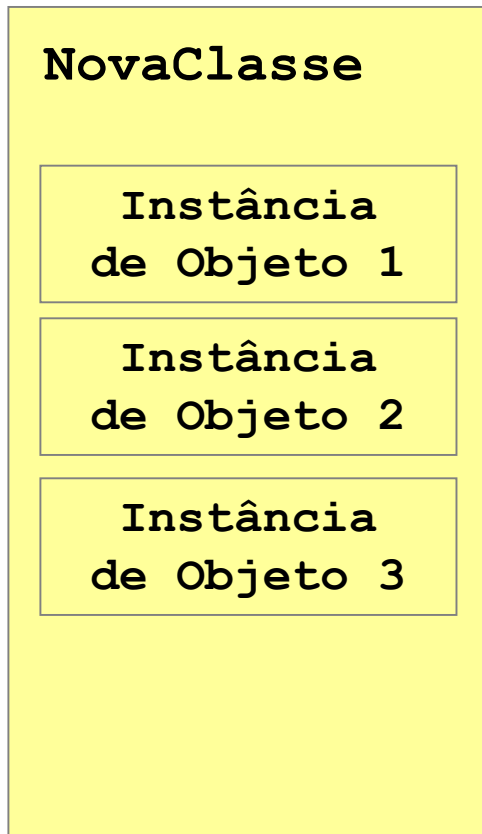 NovaClasse
Instância
de Objeto 1
Instância
de Objeto 2
Instância
de Objeto 3